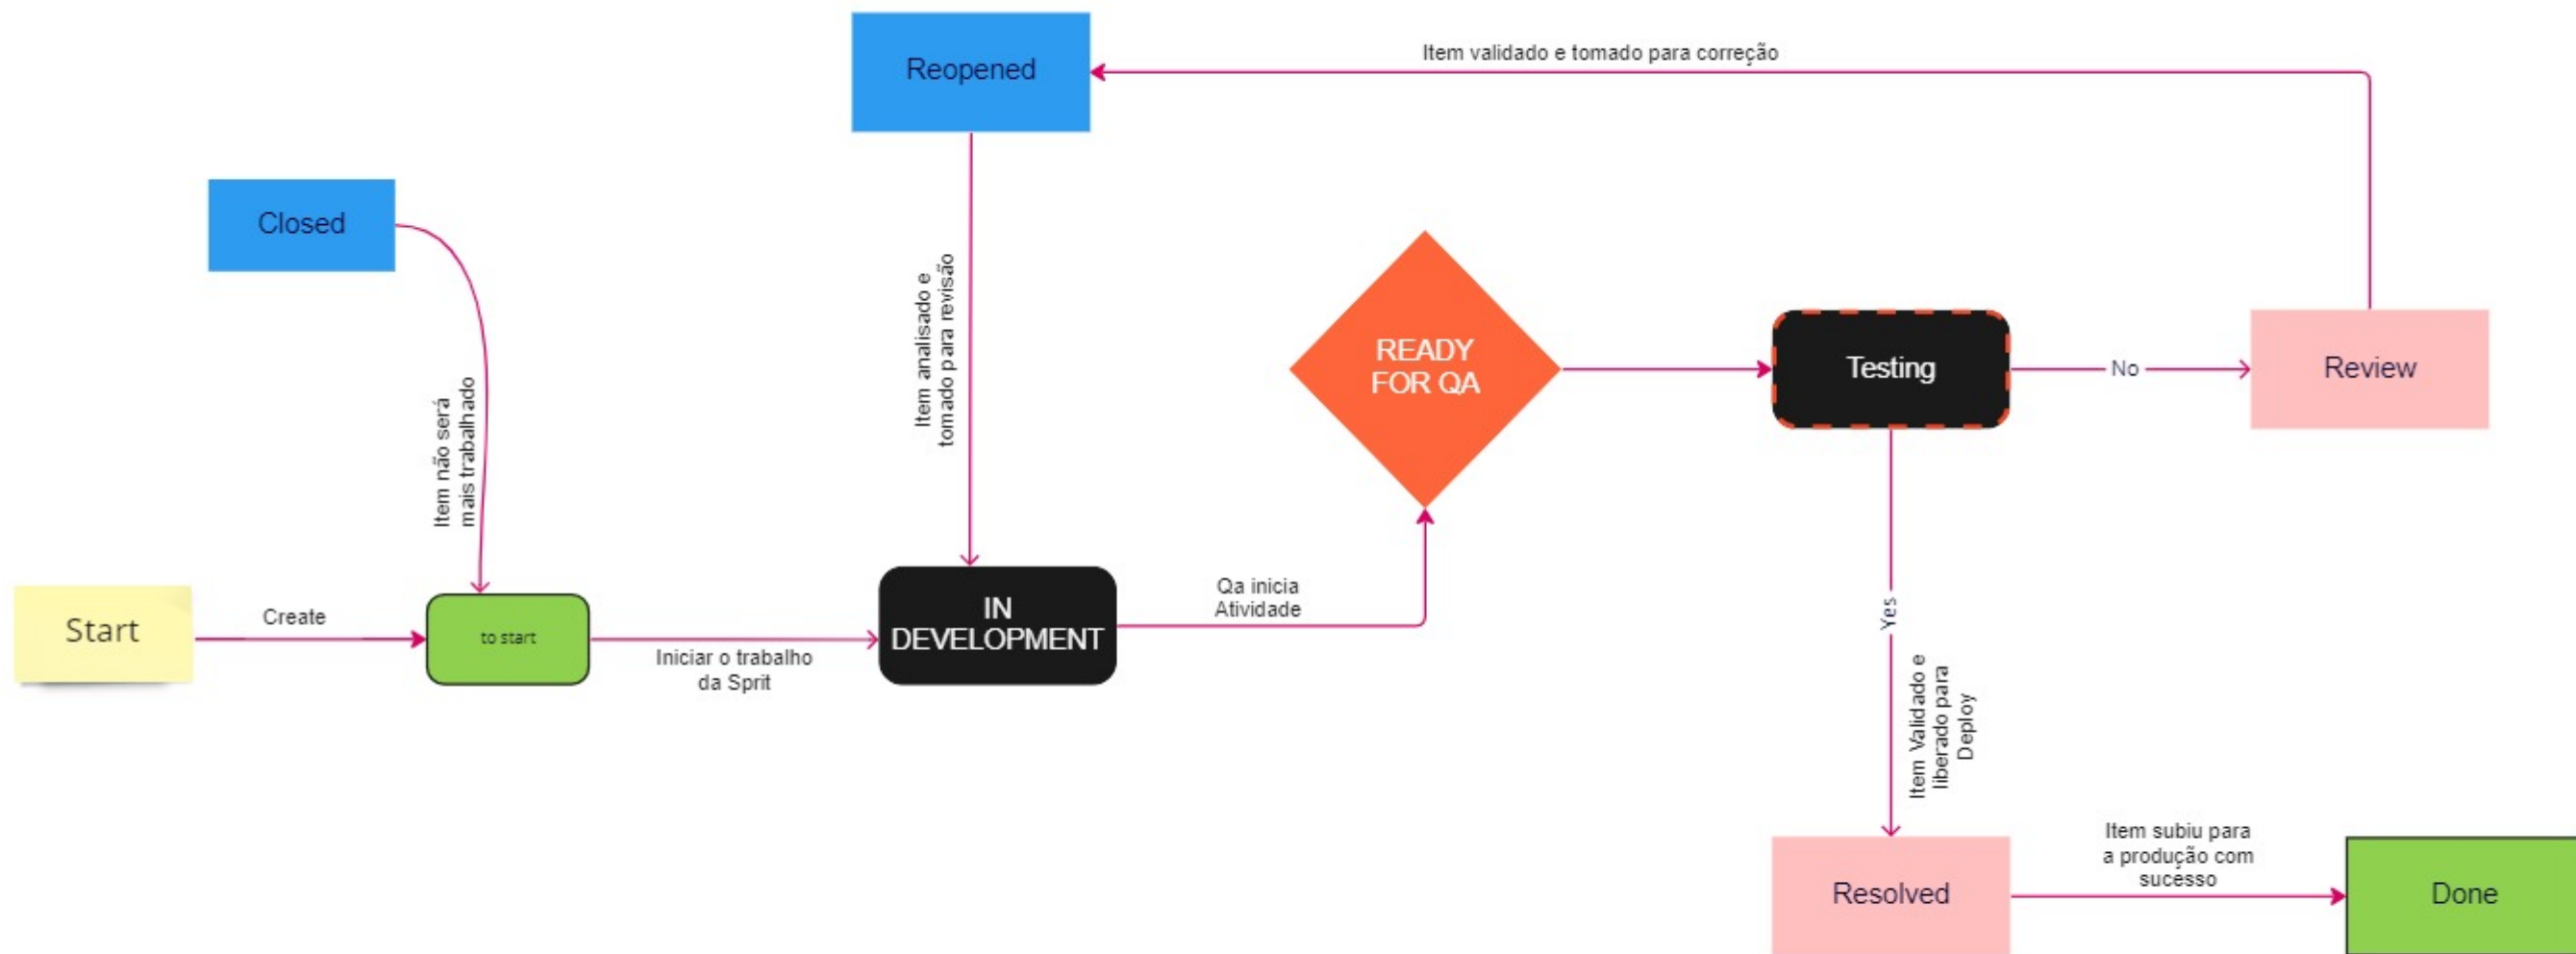 Reopened
Item validado e tomado para correção
Closed
Item analisado e
tomado para revisão
READY
FOR QA
Testing
No
Review
Item não será
mais trabalhado
Start
Create
to start
Iniciar o trabalho
da Sprit
IN
DEVELOPMENT
Qa inicia
Atividade
Yes
Item Validado e
liberado para
Deploy
Resolved
Item subiu para
a produção com
sucesso
Done